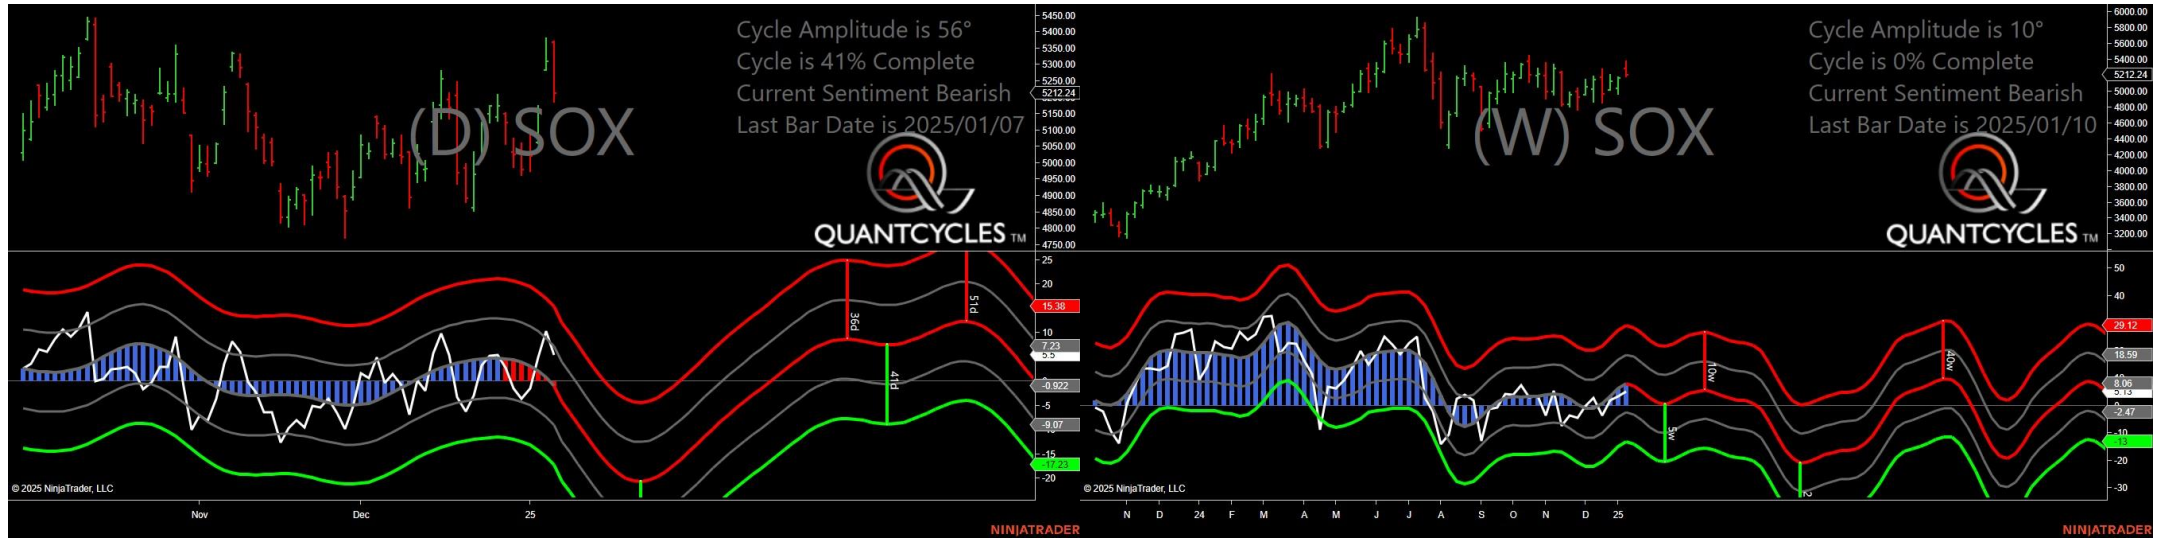 Cycle Amplitude is 56°
Cycle is 41% Complete
Current Sentiment Bearish
Last Bar Date is 2025/01/07
(D) SOX
QUANTCYCLES TM
5450.00
5400.00
5350.00
5300.00
5250.00
5212.24
5150.00
5100.00
5050.00
5000.00
4950.00
4900.00
4850.00
4800.00
4750.00
25
20
15.38
10
7.23
5.5
-0.922
-5
-9.07
-15
-17.23
-20
36d
41d
51d
© 2025 NinjaTrader, LLC
Nov
Dec
25
NINJATRADER
Cycle Amplitude is 10°
Cycle is 0% Complete
Current Sentiment Bearish
Last Bar Date is 2025/01/10
(W) SOX
QUANTCYCLES TM
6000.00
5800.00
5600.00
5400.00
5212.24
5000.00
4800.00
4600.00
4400.00
4200.00
4000.00
3800.00
3600.00
3400.00
3200.00
50
40
29.12
18.59
8.06
-2.47
-10
-13
-20
-30
5w
10w
40w
© 2025 NinjaTrader, LLC
N D 24 F M A M J J A S O N D 25
NINJATRADER